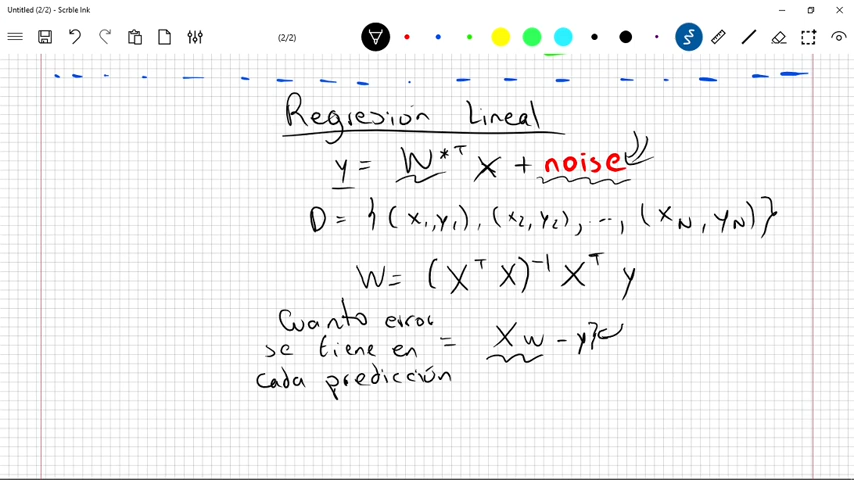 Untitled (2/2) - Scrble Ink
(2/2)
Regresión Lineal
y = W*ᵀ X + noise
D = { (x₁,y₁), (x₂,y₂), ..., (x_N, y_N) }
W = (XᵀX)⁻¹ Xᵀ y
Cuanto error
se tiene en = Xw - y}
cada predicción